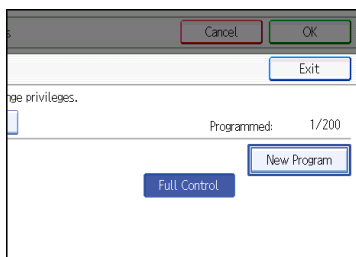 s Cancel OK
Exit
nge privileges.
Programmed: 1/200
New Program
Full Control